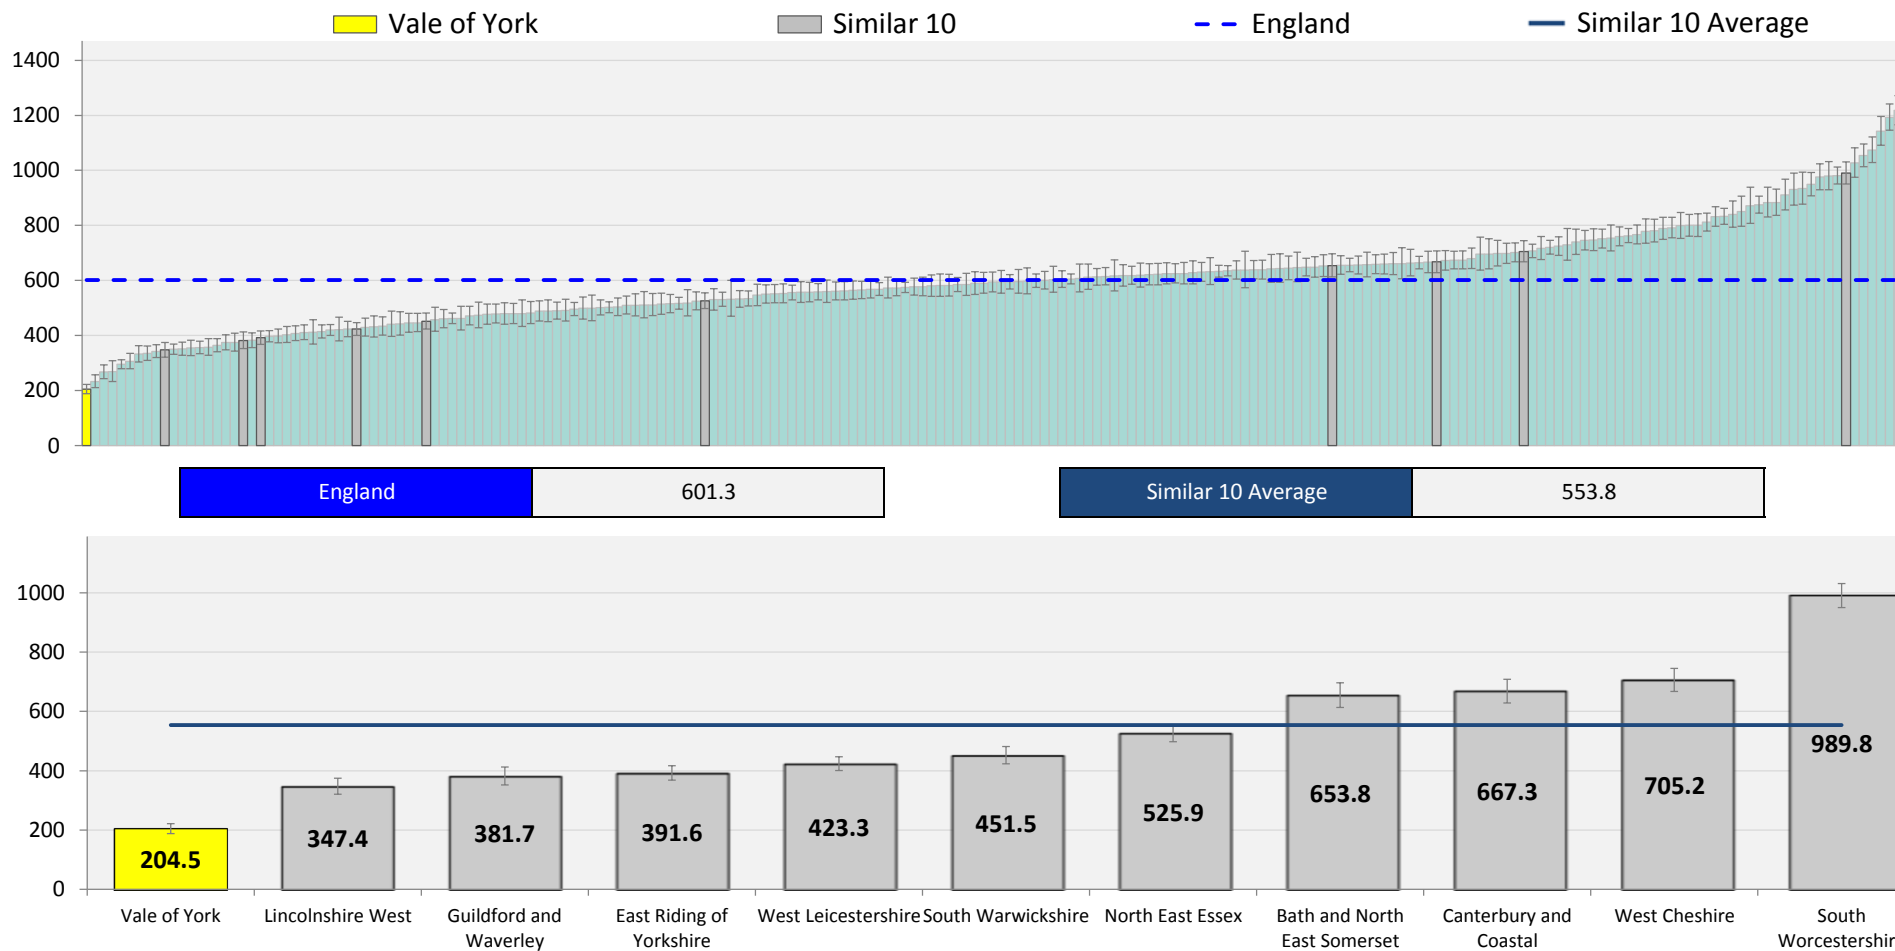 Vale of York
Similar 10
England
Similar 10 Average
1400
1200
1000
800
600
400
200
0
England 601.3
Similar 10 Average 553.8
1000
800
600
400
200
0
204.5
347.4
381.7
391.6
423.3
451.5
525.9
653.8
667.3
705.2
989.8
Vale of York
Lincolnshire West
Guildford and
Waverley
East Riding of
Yorkshire
West Leicestershire
South Warwickshire
North East Essex
Bath and North
East Somerset
Canterbury and
Coastal
West Cheshire
South
Worcestershir